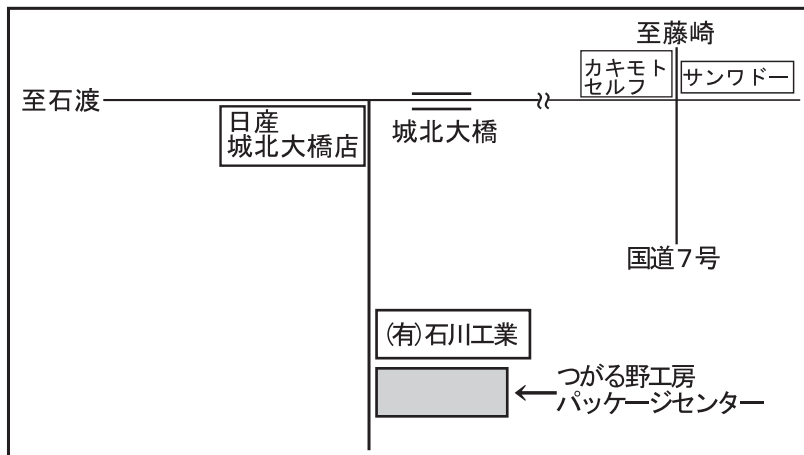 至藤崎
カキモト
セルフ
サンワドー
至石渡
日産
城北大橋店
城北大橋
国道7号
(有)石川工業
つがる野工房
パッケージセンター